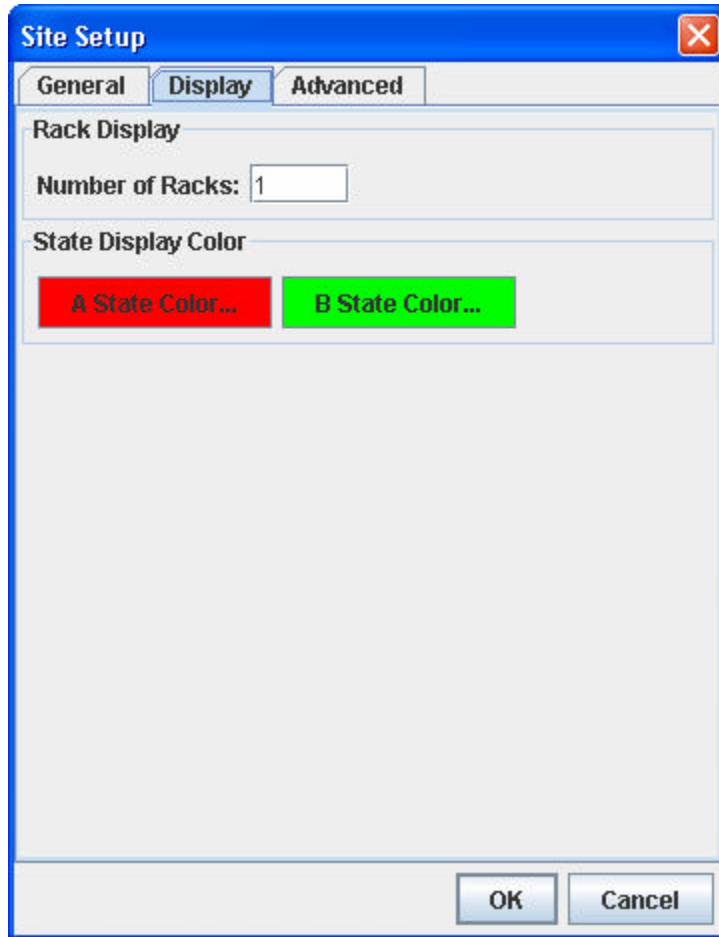 Site Setup
General Display Advanced
Rack Display
Number of Racks: 1
State Display Color
A State Color... B State Color...
OK Cancel